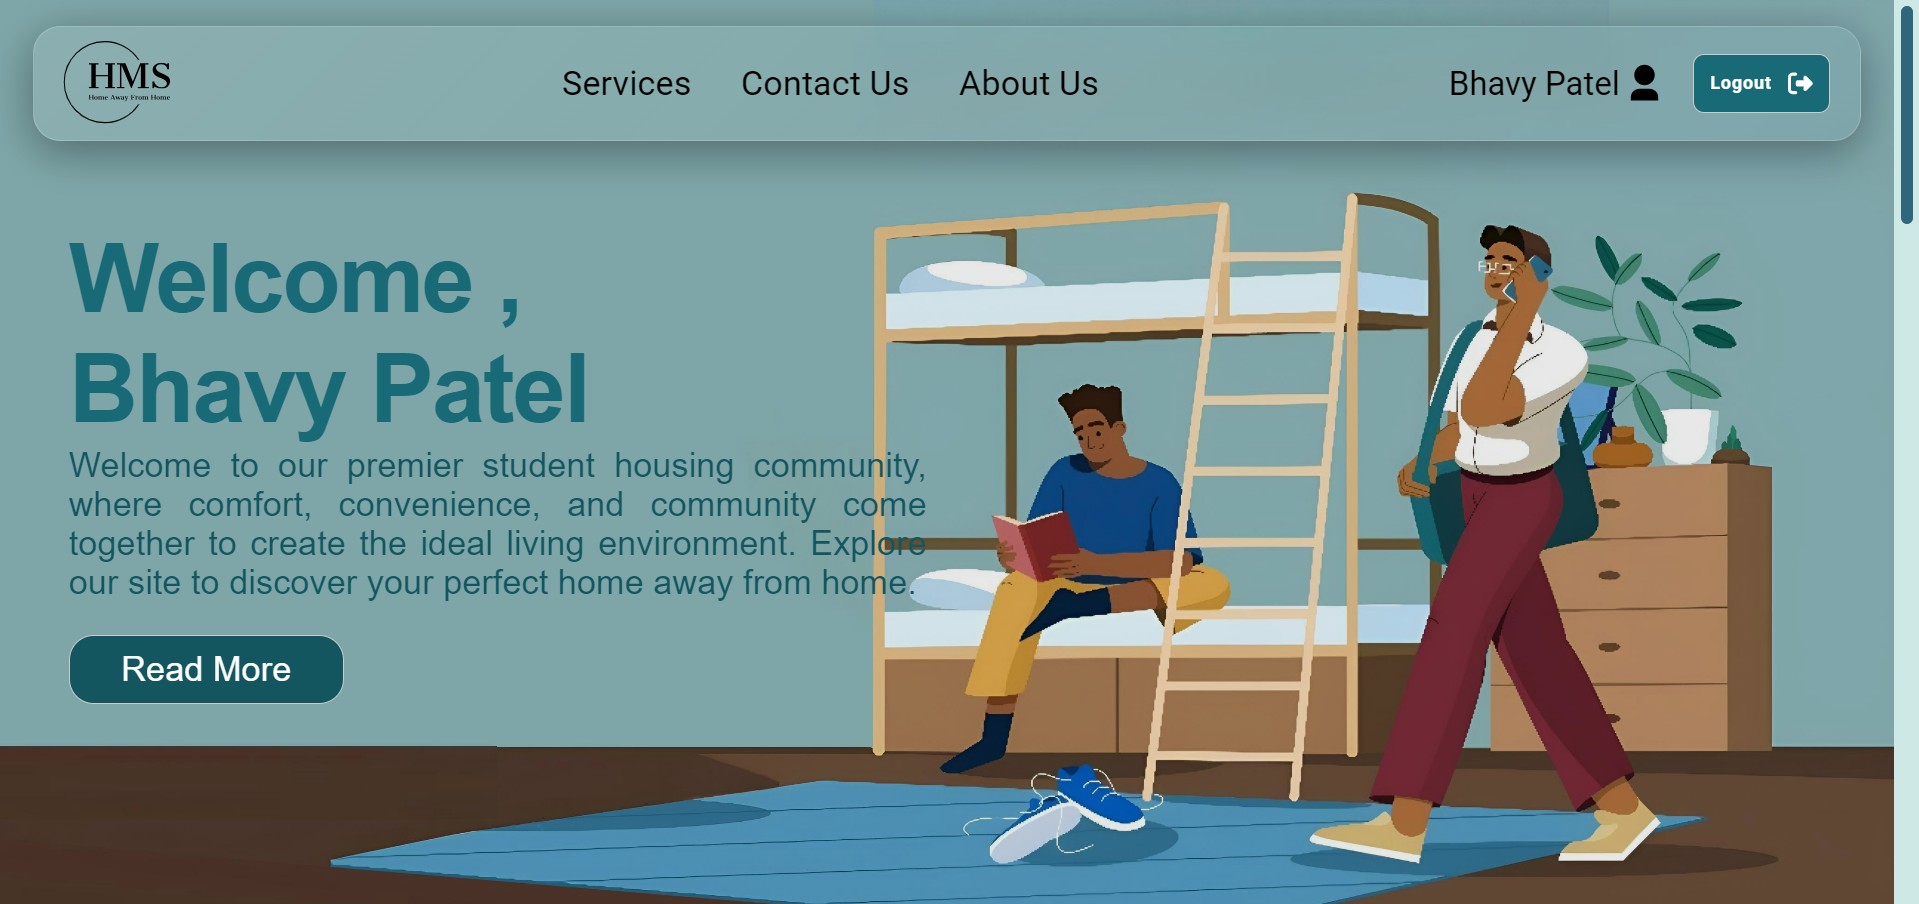 HMS
Home Away From Home
Services
Contact Us
About Us
Bhavy Patel
Logout
Welcome ,
Bhavy Patel
Welcome to our premier student housing community,
where comfort, convenience, and community come
together to create the ideal living environment. Explore
our site to discover your perfect home away from home.
Read More